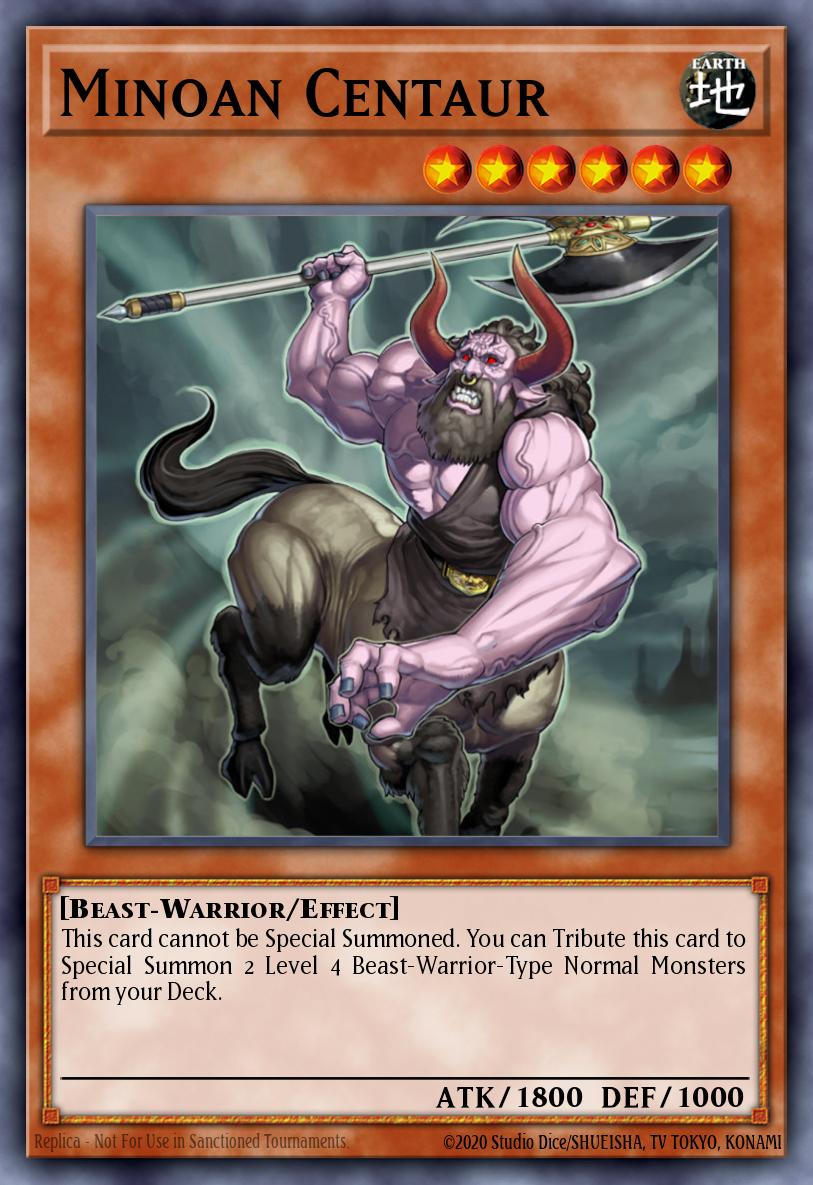 Minoan Centaur
EARTH
地
[Beast-Warrior/Effect]
This card cannot be Special Summoned. You can Tribute this card to
Special Summon 2 Level 4 Beast-Warrior-Type Normal Monsters
from your Deck.
ATK/1800 DEF/1000
Replica - Not For Use in Sanctioned Tournaments.
©2020 Studio Dice/SHUEISHA, TV TOKYO, KONAMI